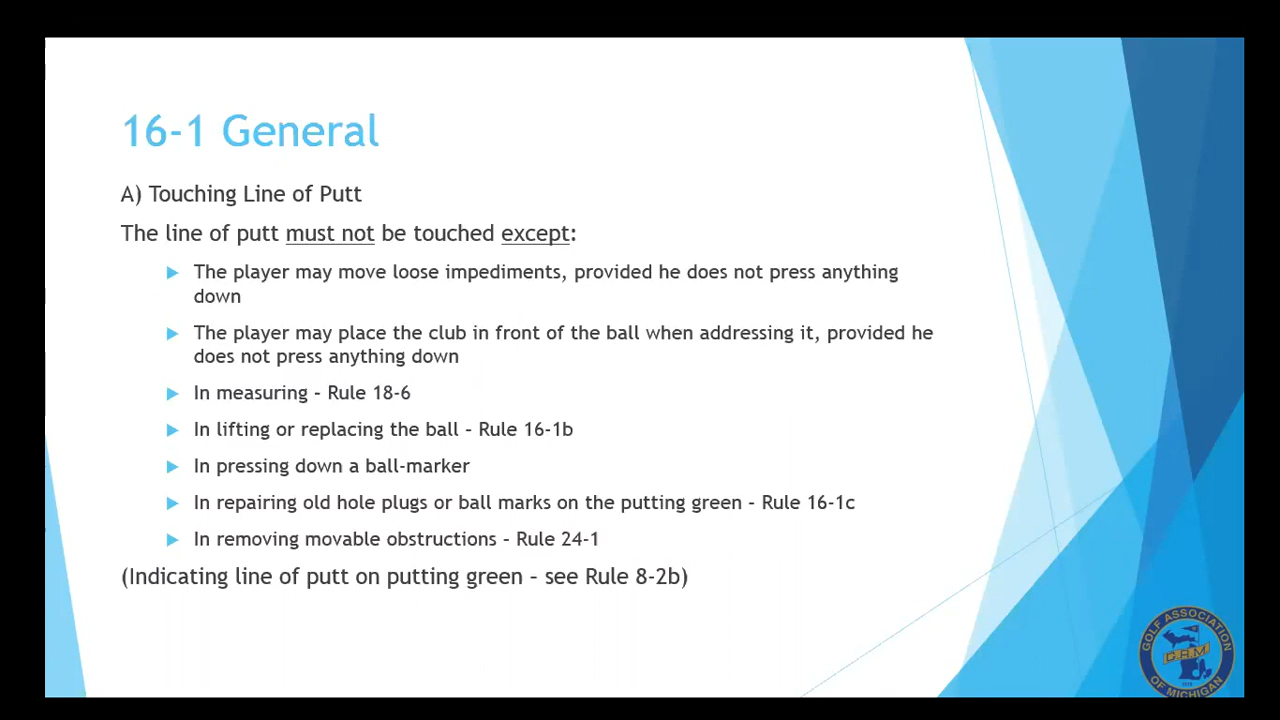 16-1 General
A) Touching Line of Putt
The line of putt must not be touched except:
The player may move loose impediments, provided he does not press anything
down
The player may place the club in front of the ball when addressing it, provided he
does not press anything down
In measuring – Rule 18-6
In lifting or replacing the ball – Rule 16-1b
In pressing down a ball-marker
In repairing old hole plugs or ball marks on the putting green – Rule 16-1c
In removing movable obstructions – Rule 24-1
(Indicating line of putt on putting green – see Rule 8-2b)
GOLF ASSOCIATION
G.A.M.
OF MICHIGAN